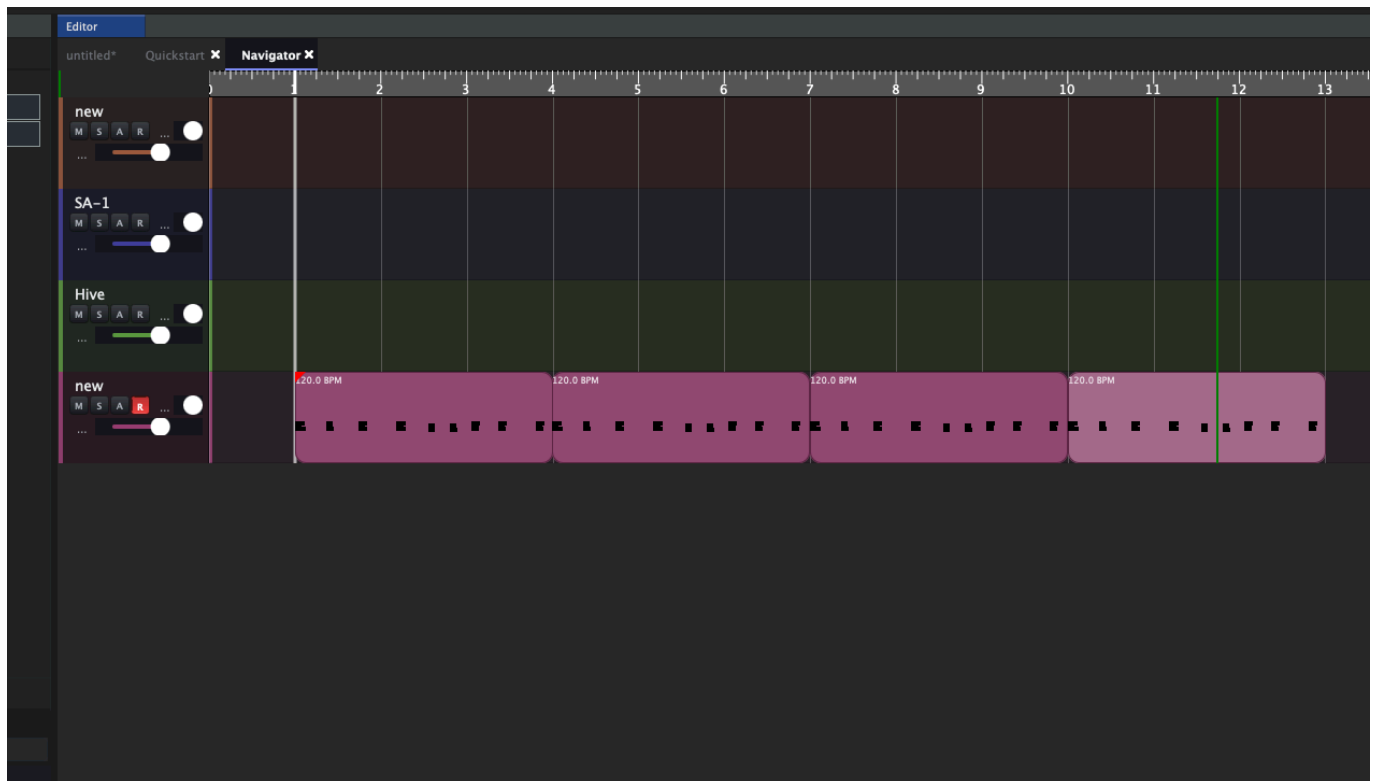 Editor
untitled* Quickstart × Navigator ×
1 2 3 4 5 6 7 8 9 10 11 12 13
new
M S A R ...
...
SA-1
M S A R ...
...
Hive
M S A R ...
...
new
M S A R ...
...
120.0 BPM 120.0 BPM 120.0 BPM 120.0 BPM